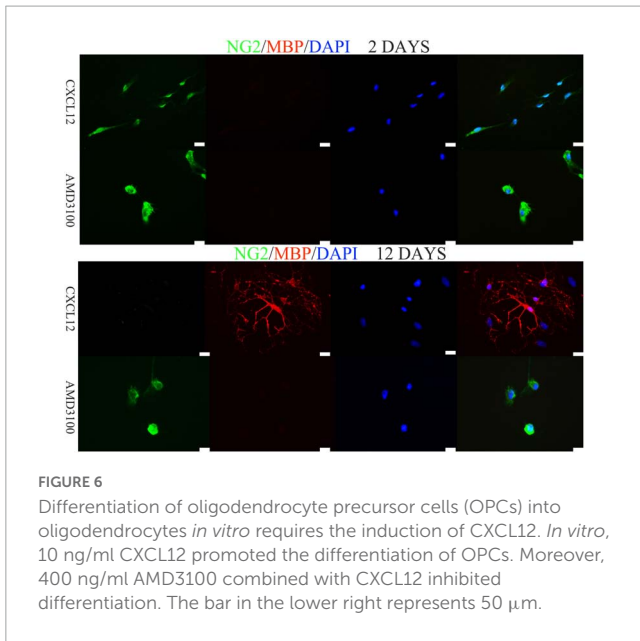 NG2/MBP/DAPI 2 DAYS
CXCL12
AMD3100
NG2/MBP/DAPI 12 DAYS
CXCL12
AMD3100
FIGURE 6
Differentiation of oligodendrocyte precursor cells (OPCs) into
oligodendrocytes in vitro requires the induction of CXCL12. In vitro,
10 ng/ml CXCL12 promoted the differentiation of OPCs. Moreover,
400 ng/ml AMD3100 combined with CXCL12 inhibited
differentiation. The bar in the lower right represents 50 μm.